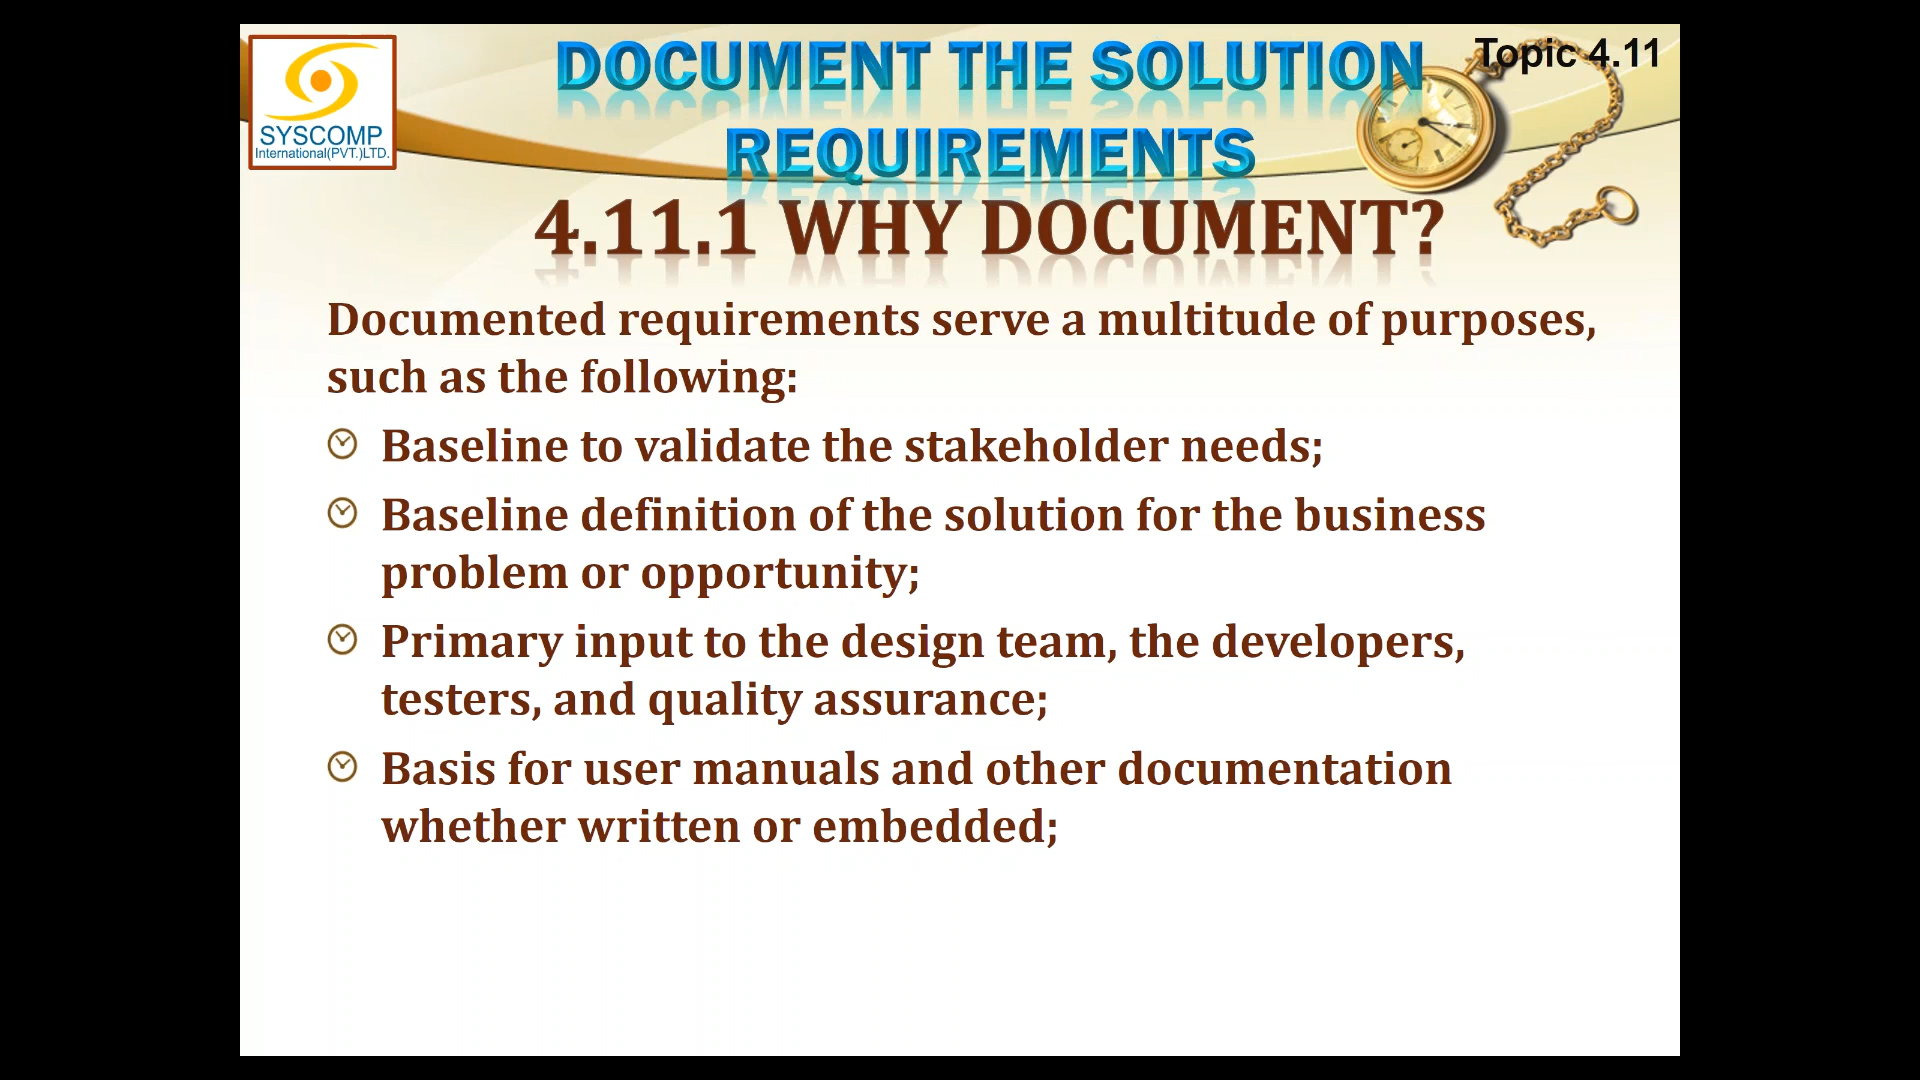 SYSCOMP
International(PVT.)LTD.
DOCUMENT THE SOLUTION
REQUIREMENTS
Topic 4.11
4.11.1 WHY DOCUMENT?
Documented requirements serve a multitude of purposes,
such as the following:
Baseline to validate the stakeholder needs;
Baseline definition of the solution for the business
problem or opportunity;
Primary input to the design team, the developers,
testers, and quality assurance;
Basis for user manuals and other documentation
whether written or embedded;